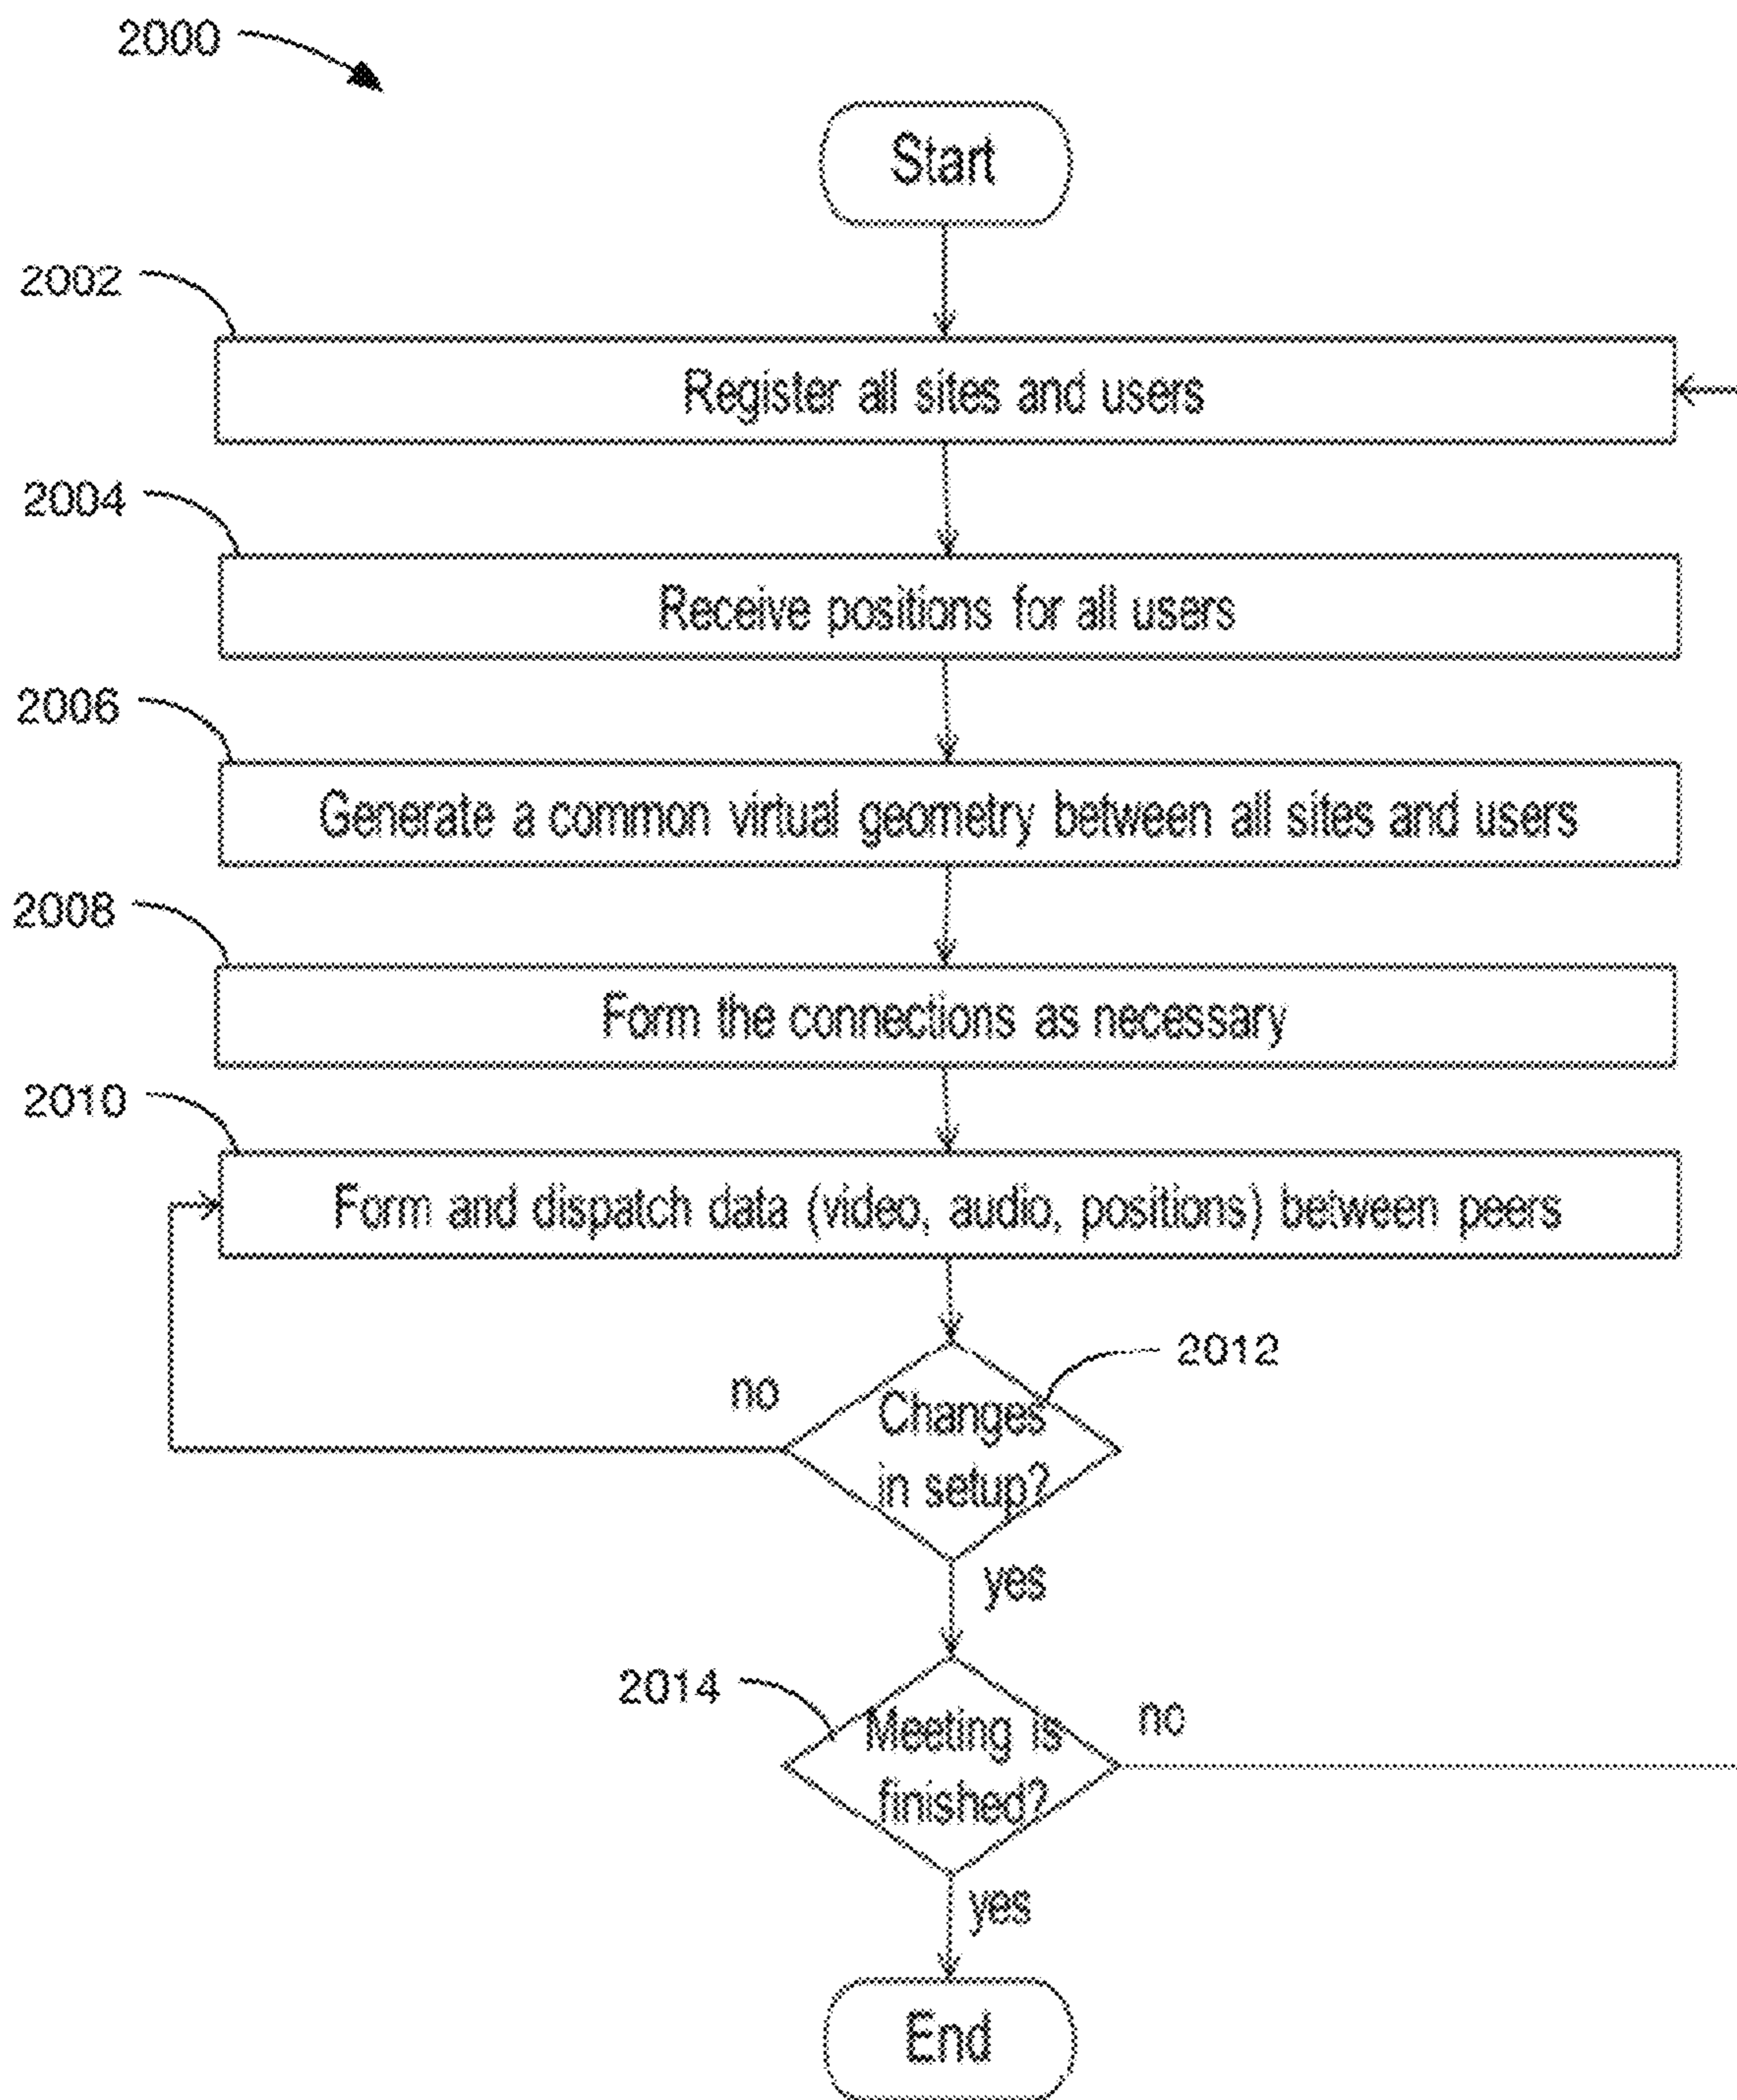 2000
Start
2002
Register all sites and users
2004
Receive positions for all users
2006
Generate a common virtual geometry between all sites and users
2008
Form the connections as necessary
2010
Form and dispatch data (video, audio, positions) between peers
2012
no
Changes
in setup?
yes
2014
Meeting is
finished?
no
yes
End